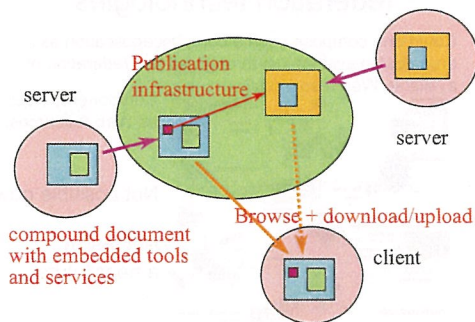 Publication
infrastructure
server
server
Browse + download/upload
compound document
with embedded tools
and services
client